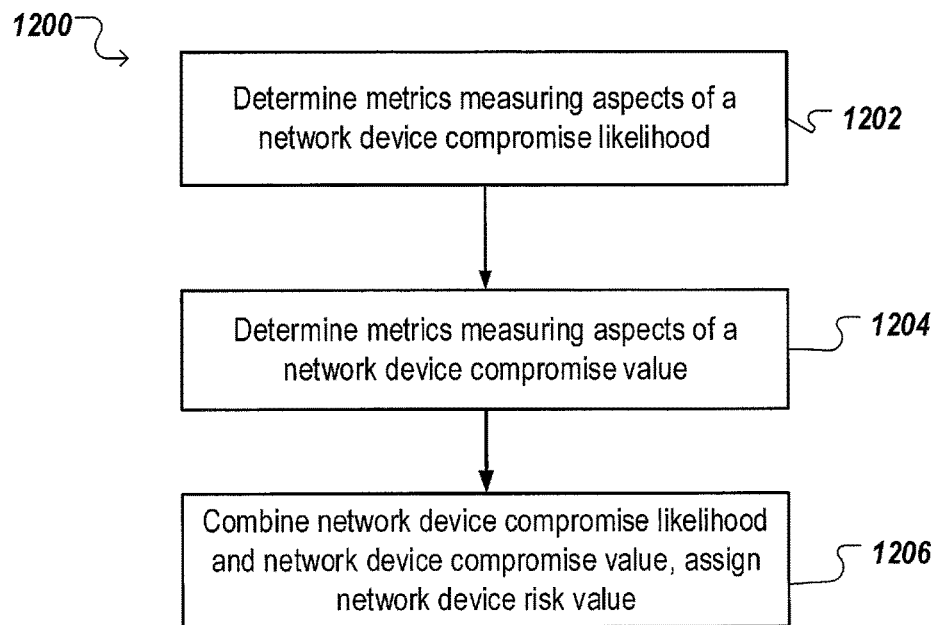 1200
Determine metrics measuring aspects of a
network device compromise likelihood
1202
Determine metrics measuring aspects of a
network device compromise value
1204
Combine network device compromise likelihood
and network device compromise value, assign
network device risk value
1206